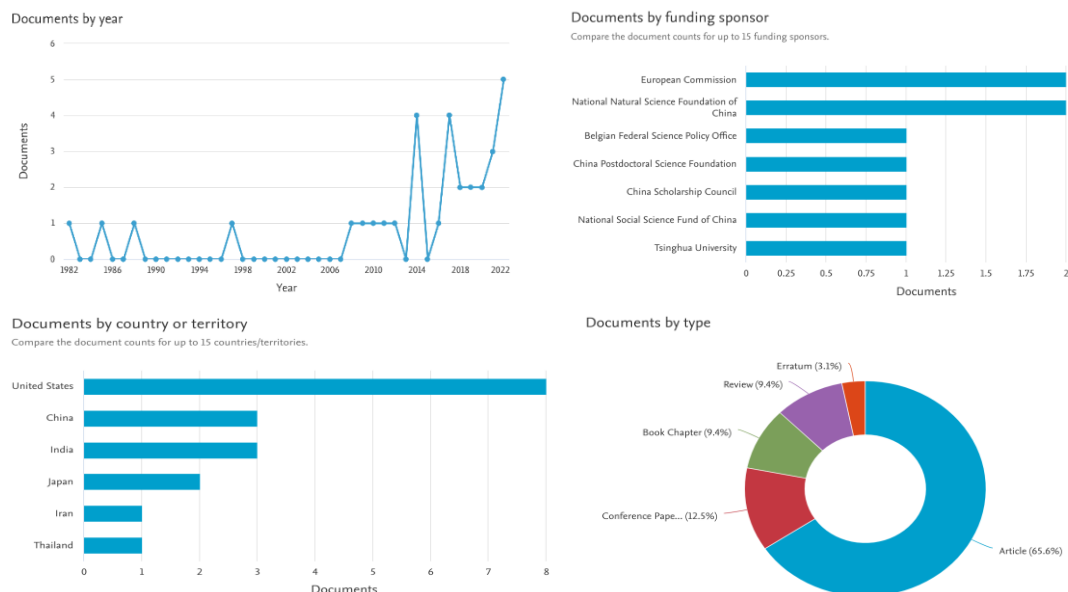 Documents by year
6
5
4
3
2
1
0
Documents
1982 1986 1990 1994 1998 2002 2006 2010 2014 2018 2022
Year
Documents by funding sponsor
Compare the document counts for up to 15 funding sponsors.
European Commission
National Natural Science Foundation of
China
Belgian Federal Science Policy Office
China Postdoctoral Science Foundation
China Scholarship Council
National Social Science Fund of China
Tsinghua University
0 0.25 0.5 0.75 1 1.25 1.5 1.75 2
Documents
Documents by country or territory
Compare the document counts for up to 15 countries/territories.
United States
China
India
Japan
Iran
Thailand
0 1 2 3 4 5 6 7 8
Documents
Documents by type
Erratum (3.1%)
Review (9.4%)
Book Chapter (9.4%)
Conference Pape... (12.5%)
Article (65.6%)